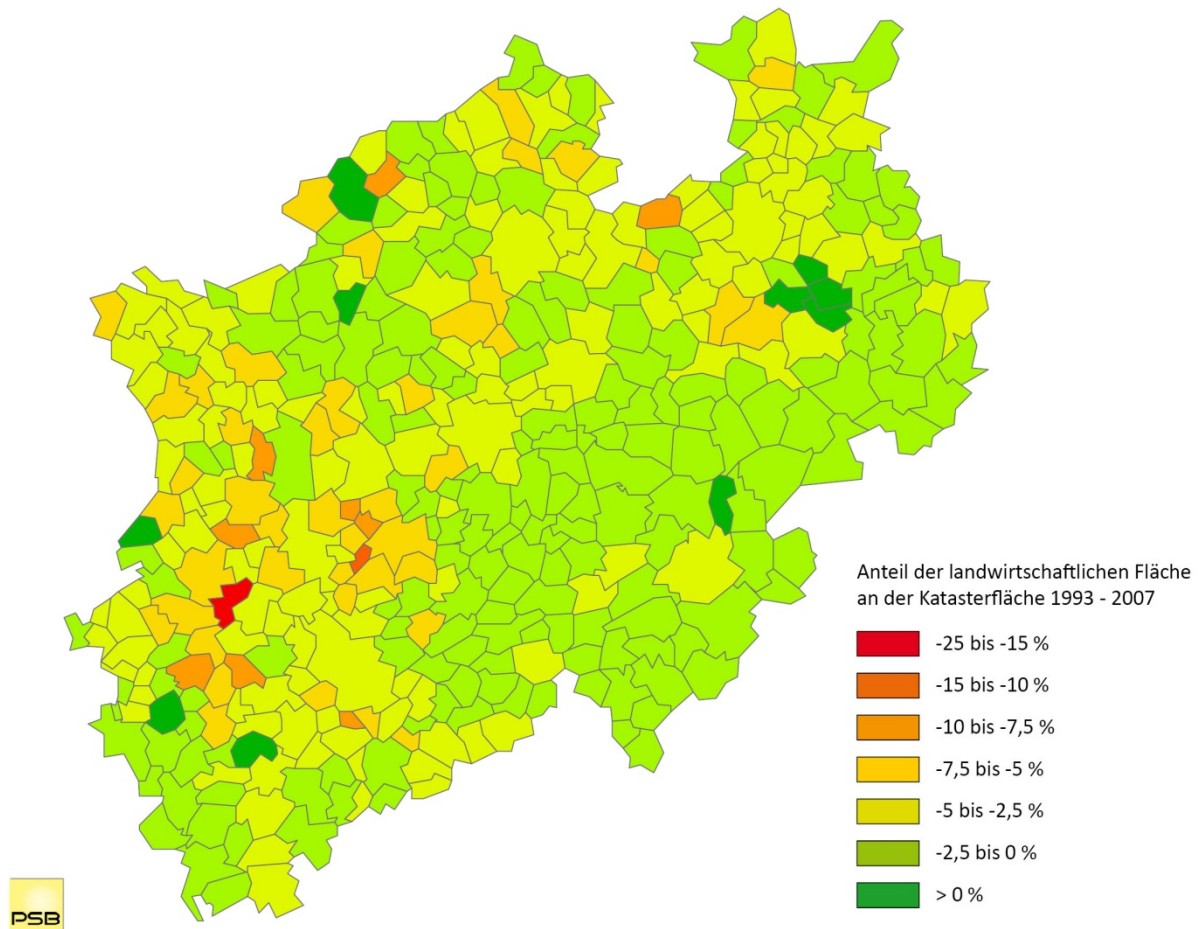 Anteil der landwirtschaftlichen Fläche
an der Katasterfläche 1993 - 2007
-25 bis -15 %
-15 bis -10 %
-10 bis -7,5 %
-7,5 bis -5 %
-5 bis -2,5 %
-2,5 bis 0 %
> 0 %
PSB